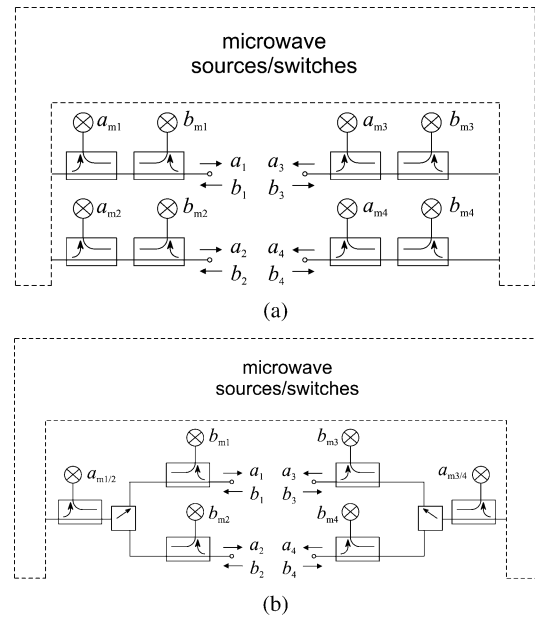 microwave
sources/switches
a_m1 b_m1 a_m3 b_m3
a_1 a_3
b_1 b_3
a_m2 b_m2 a_m4 b_m4
a_2 a_4
b_2 b_4
(a)
microwave
sources/switches
b_m1 b_m3
a_m1/2 a_1 a_3 a_m3/4
b_1 b_3
b_m2 b_m4
a_2 a_4
b_2 b_4
(b)